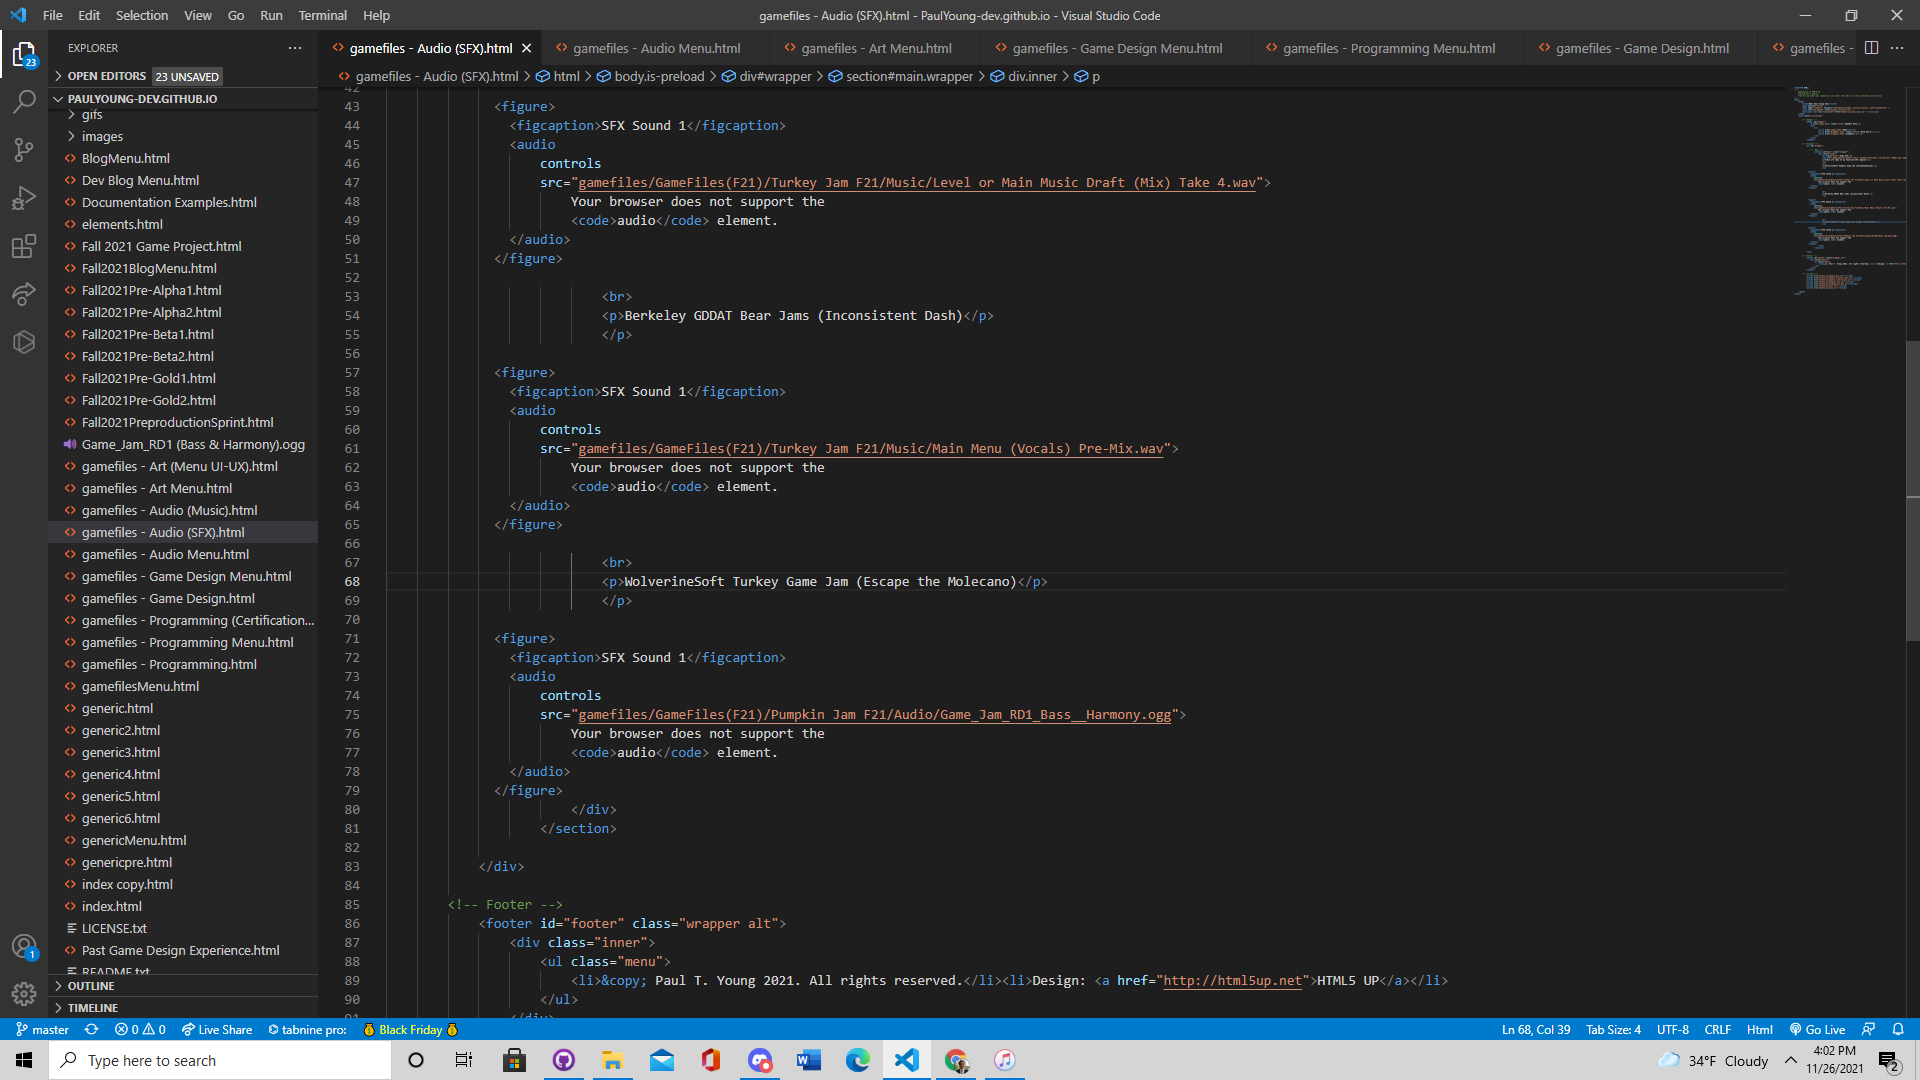 File Edit Selection View Go Run Terminal Help
gamefiles - Audio (SFX).html - PaulYoung-dev.github.io - Visual Studio Code
EXPLORER
gamefiles - Audio (SFX).html
gamefiles - Audio Menu.html
gamefiles - Art Menu.html
gamefiles - Game Design Menu.html
gamefiles - Programming Menu.html
gamefiles - Game Design.html
gamefiles -
OPEN EDITORS 23 UNSAVED
gamefiles - Audio (SFX).html > html > body.is-preload > div#wrapper > section#main.wrapper > div.inner > p
23
PAULYOUNG-DEV.GITHUB.IO
gifs
images
BlogMenu.html
Dev Blog Menu.html
Documentation Examples.html
elements.html
Fall 2021 Game Project.html
Fall2021BlogMenu.html
Fall2021Pre-Alpha1.html
Fall2021Pre-Alpha2.html
Fall2021Pre-Beta1.html
Fall2021Pre-Beta2.html
Fall2021Pre-Gold1.html
Fall2021Pre-Gold2.html
Fall2021PreproductionSprint.html
Game_Jam_RD1 (Bass & Harmony).ogg
gamefiles - Art (Menu UI-UX).html
gamefiles - Art Menu.html
gamefiles - Audio (Music).html
gamefiles - Audio (SFX).html
gamefiles - Audio Menu.html
gamefiles - Game Design Menu.html
gamefiles - Game Design.html
gamefiles - Programming (Certification...
gamefiles - Programming Menu.html
gamefiles - Programming.html
gamefilesMenu.html
generic.html
generic2.html
generic3.html
generic4.html
generic5.html
generic6.html
genericMenu.html
genericpre.html
index copy.html
index.html
LICENSE.txt
Past Game Design Experience.html
README.txt
OUTLINE
TIMELINE
1
42
43 <figure>
44 <figcaption>SFX Sound 1</figcaption>
45 <audio
46 controls
47 src="gamefiles/GameFiles(F21)/Turkey Jam F21/Music/Level or Main Music Draft (Mix) Take 4.wav">
48 Your browser does not support the
49 <code>audio</code> element.
50 </audio>
51 </figure>
52
53 <br>
54 <p>Berkeley GDDAT Bear Jams (Inconsistent Dash)</p>
55 </p>
56
57 <figure>
58 <figcaption>SFX Sound 1</figcaption>
59 <audio
60 controls
61 src="gamefiles/GameFiles(F21)/Turkey Jam F21/Music/Main Menu (Vocals) Pre-Mix.wav">
62 Your browser does not support the
63 <code>audio</code> element.
64 </audio>
65 </figure>
66
67 <br>
68 <p>WolverineSoft Turkey Game Jam (Escape the Molecano)</p>
69 </p>
70
71 <figure>
72 <figcaption>SFX Sound 1</figcaption>
73 <audio
74 controls
75 src="gamefiles/GameFiles(F21)/Pumpkin Jam F21/Audio/Game_Jam_RD1_Bass__Harmony.ogg">
76 Your browser does not support the
77 <code>audio</code> element.
78 </audio>
79 </figure>
80 </div>
81 </section>
82
83 </div>
84
85 <!-- Footer -->
86 <footer id="footer" class="wrapper alt">
87 <div class="inner">
88 <ul class="menu">
89 <li>&copy; Paul T. Young 2021. All rights reserved.</li><li>Design: <a href="http://html5up.net">HTML5 UP</a></li>
90 </ul>
91 </div>
master 0 0 Live Share tabnine pro: Black Friday
Ln 68, Col 39 Tab Size: 4 UTF-8 CRLF Html Go Live
Type here to search
34°F Cloudy
4:02 PM
11/26/2021
2